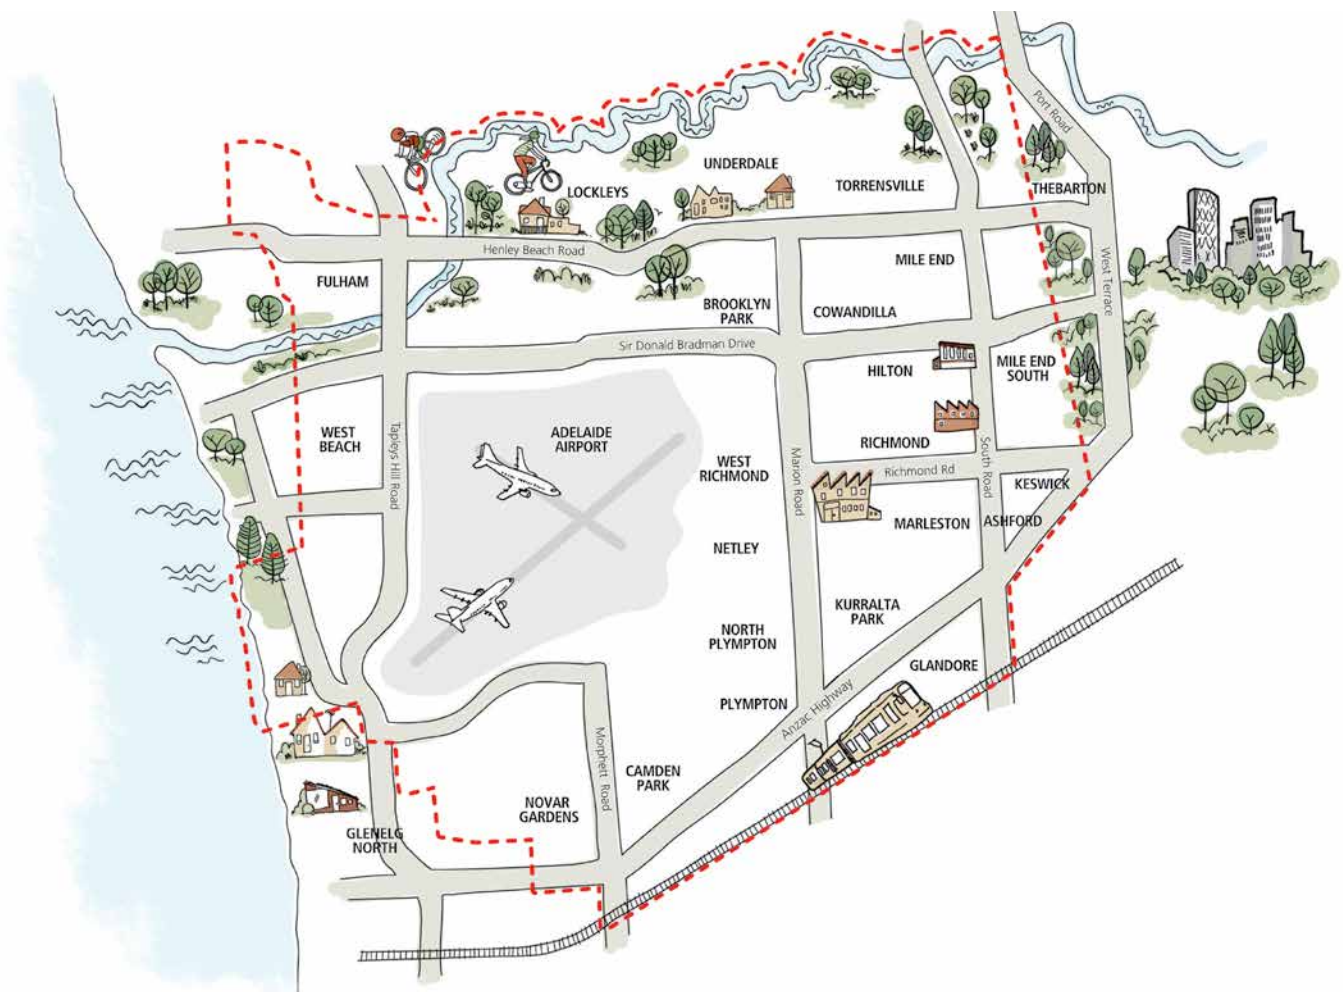 Port Road
UNDERDALE
LOCKLEYS
TORRENSVILLE
THEBARTON
Henley Beach Road
MILE END
West Terrace
FULHAM
BROOKLYN
PARK
COWANDILLA
Sir Donald Bradman Drive
HILTON
MILE END
SOUTH
WEST
BEACH
Tapleys Hill Road
ADELAIDE
AIRPORT
RICHMOND
WEST
RICHMOND
Marion Road
Richmond Rd
South Road
KESWICK
MARLESTON
ASHFORD
NETLEY
KURRALTA
PARK
NORTH
PLYMPTON
GLANDORE
PLYMPTON
Anzac Highway
Morphett Road
CAMDEN
PARK
NOVAR
GARDENS
GLENELG
NORTH